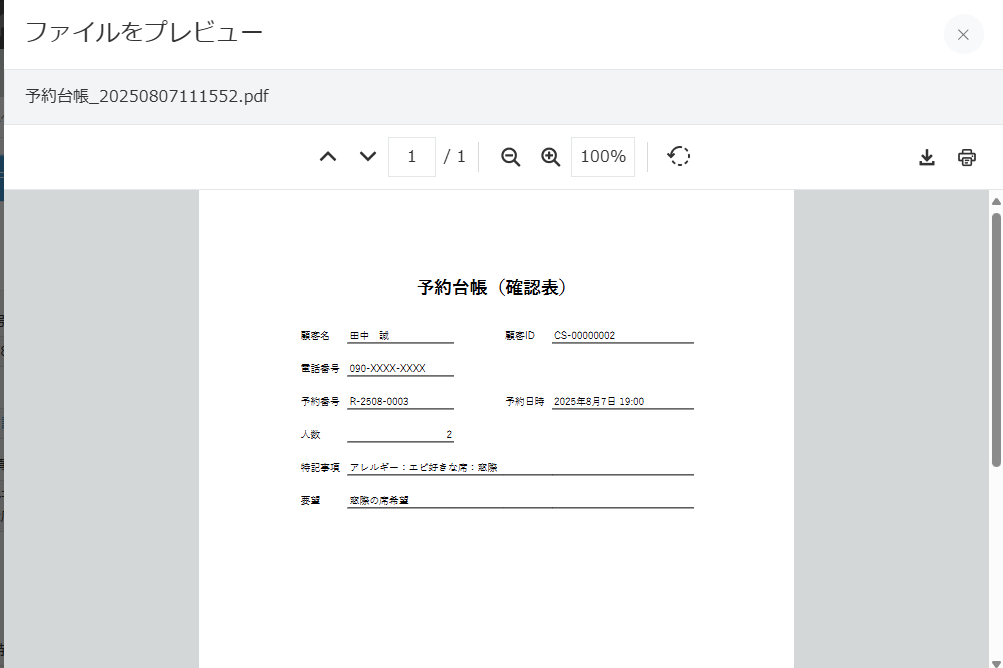 ファイルをプレビュー
予約台帳_20250807111552.pdf
1 / 1 100%
予約台帳（確認表）
顧客名 田中　誠 顧客ID CS-00000002
電話番号 090-XXXX-XXXX
予約番号 R-2508-0003 予約日時 2025年8月7日 19:00
人数 2
特記事項 アレルギー：エビ好きな席：窓際
要望 窓際の席希望